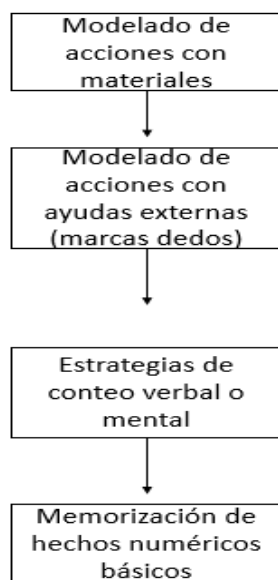 Modelado de
acciones con
materiales
Modelado de
acciones con
ayudas externas
(marcas dedos)
Estrategias de
conteo verbal o
mental
Memorización de
hechos numéricos
básicos